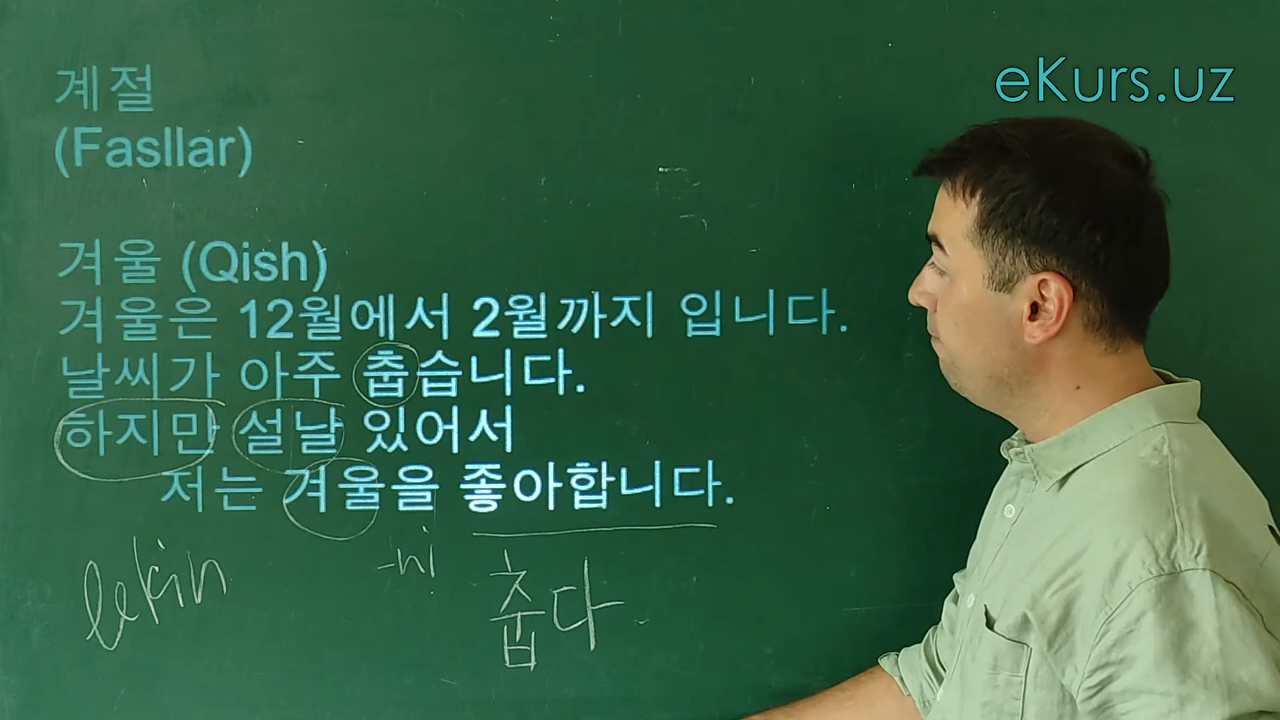 eKurs.uz
계절
(Fasllar)
겨울 (Qish)
겨울은 12월에서 2월까지 입니다.
날씨가 아주 춥습니다.
하지만 설날 있어서
저는 겨울을 좋아합니다.
lekin -ni 춥다